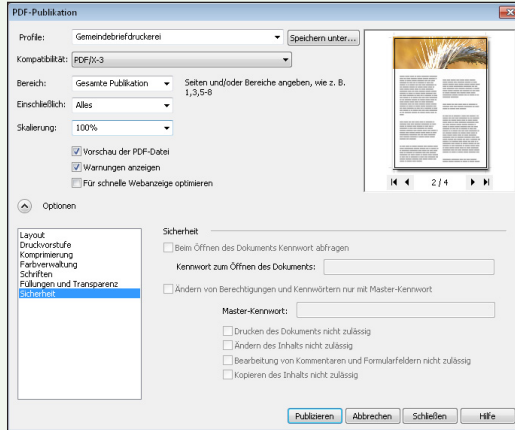 PDF-Publikation
Profile: Gemeindebriefdruckerei Speichern unter...
Kompatibilität: PDF/X-3
Bereich: Gesamte Publikation Seiten und/oder Bereiche angeben, wie z. B.
1,3,5-8
Einschließlich: Alles
Skalierung: 100%
Vorschau der PDF-Datei
Warnungen anzeigen
Für schnelle Webanzeige optimieren
2 / 4
Optionen
Layout
Druckvorstufe
Komprimierung
Farbverwaltung
Schriften
Füllungen und Transparenz
Sicherheit
Sicherheit
Beim Öffnen des Dokuments Kennwort abfragen
Kennwort zum Öffnen des Dokuments:
Ändern von Berechtigungen und Kennwörtern nur mit Master-Kennwort
Master-Kennwort:
Drucken des Dokuments nicht zulässig
Ändern des Inhalts nicht zulässig
Bearbeitung von Kommentaren und Formularfeldern nicht zulässig
Kopieren des Inhalts nicht zulässig
Publizieren Abbrechen Schließen Hilfe